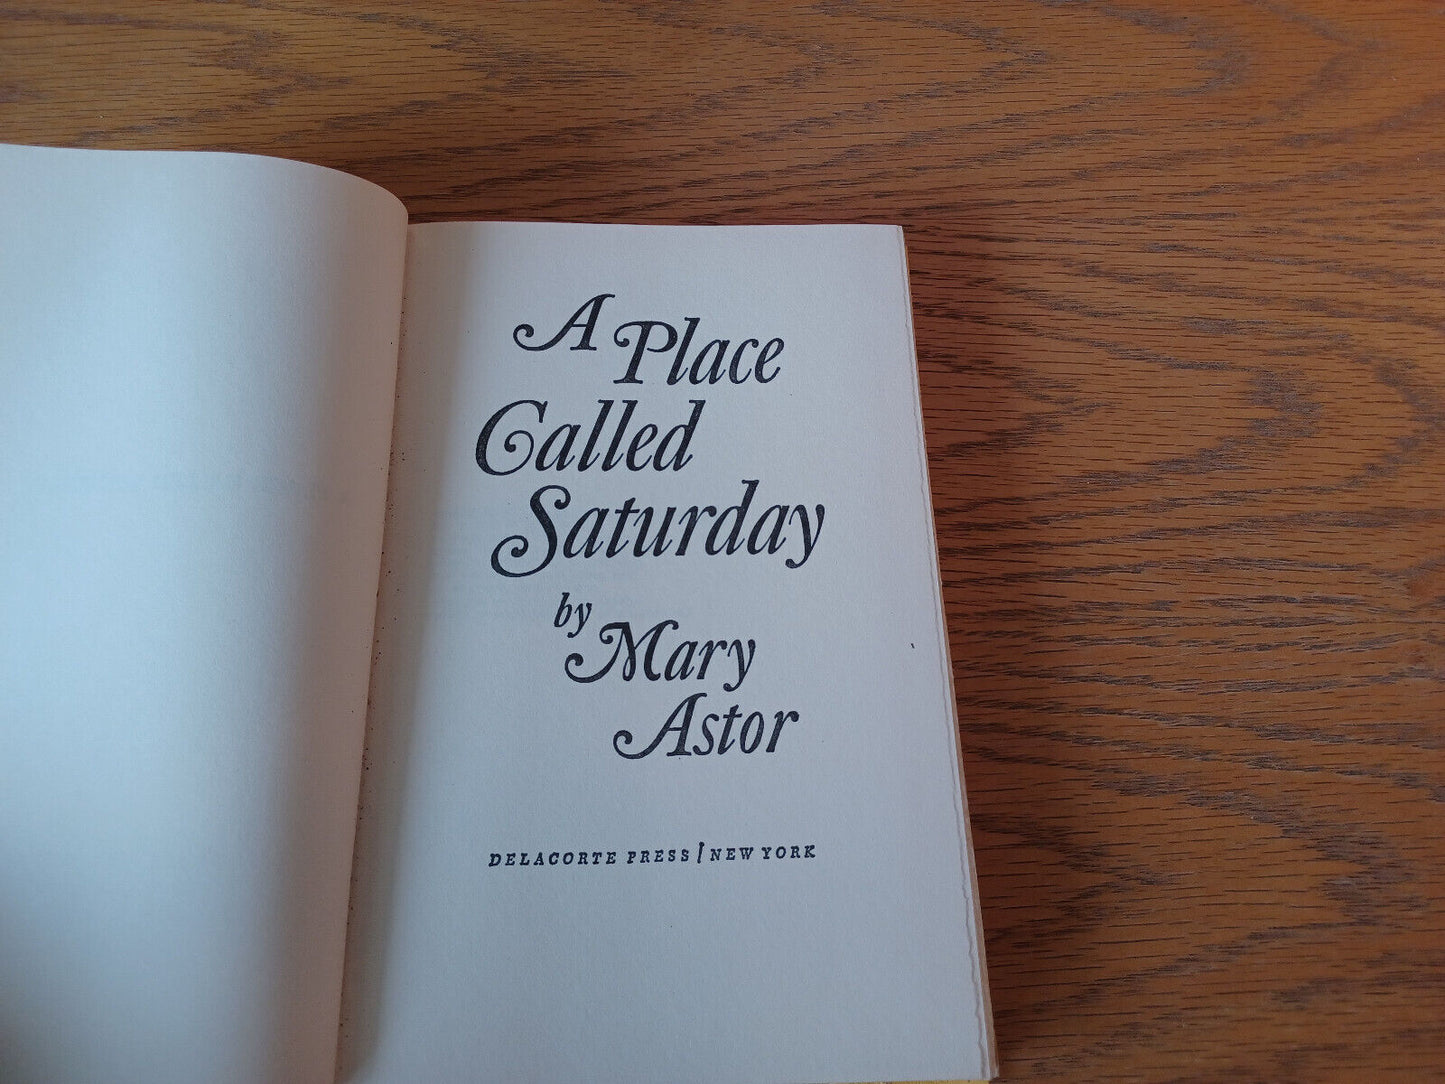 A Place
Called
Saturday
by
Mary
Astor
DELACORTE PRESS / NEW YORK